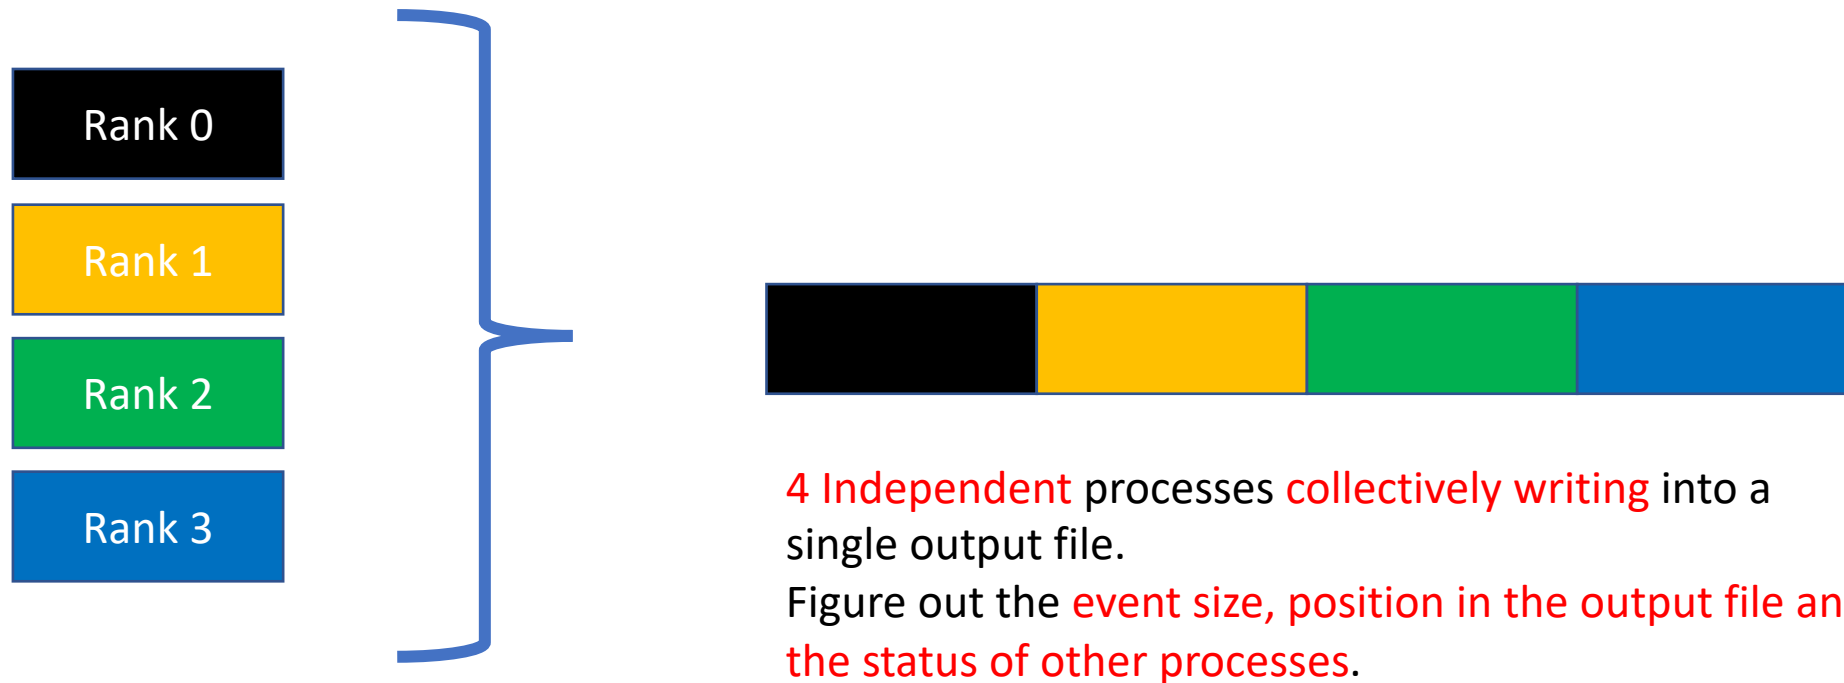 Rank 0
Rank 1
Rank 2
Rank 3
4 Independent processes collectively writing into a
single output file.
Figure out the event size, position in the output file an
the status of other processes.